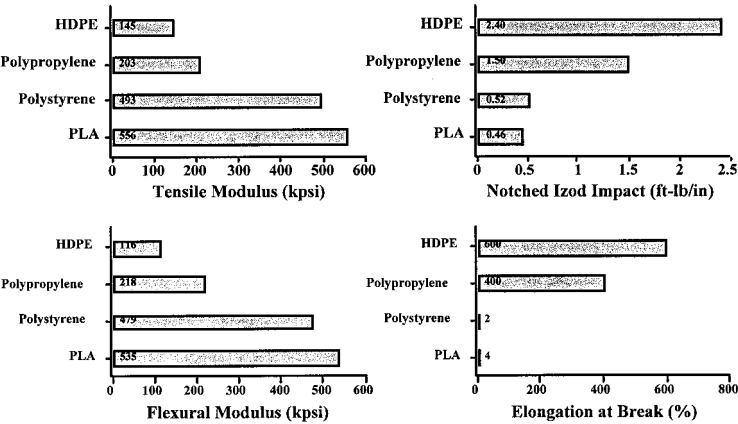 HDPE 145
Polypropylene 203
Polystyrene 493
PLA 556
0 100 200 300 400 500 600
Tensile Modulus (kpsi)
HDPE 2.40
Polypropylene 1.50
Polystyrene 0.52
PLA 0.46
0 0.5 1 1.5 2 2.5
Notched Izod Impact (ft-Ib/in)
HDPE 116
Polypropylene 218
Polystyrene 479
PLA 535
0 100 200 300 400 500 600
Flexural Modulus (kpsi)
HDPE 600
Polypropylene 400
Polystyrene 2
PLA 4
0 200 400 600 800
Elongation at Break (%)